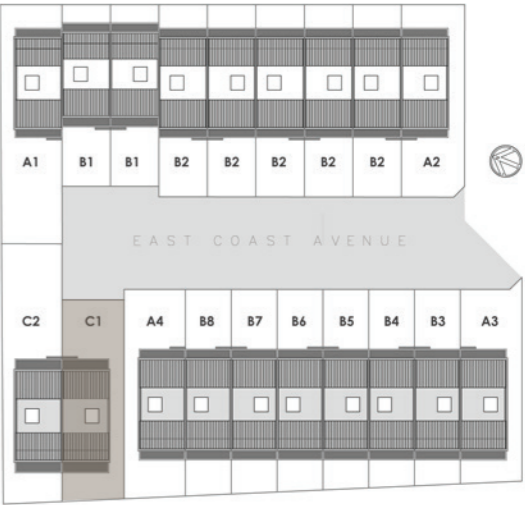 A1 B1 B1 B2 B2 B2 B2 B2 A2
EAST COAST AVENUE
C2 C1 A4 B8 B7 B6 B5 B4 B3 A3